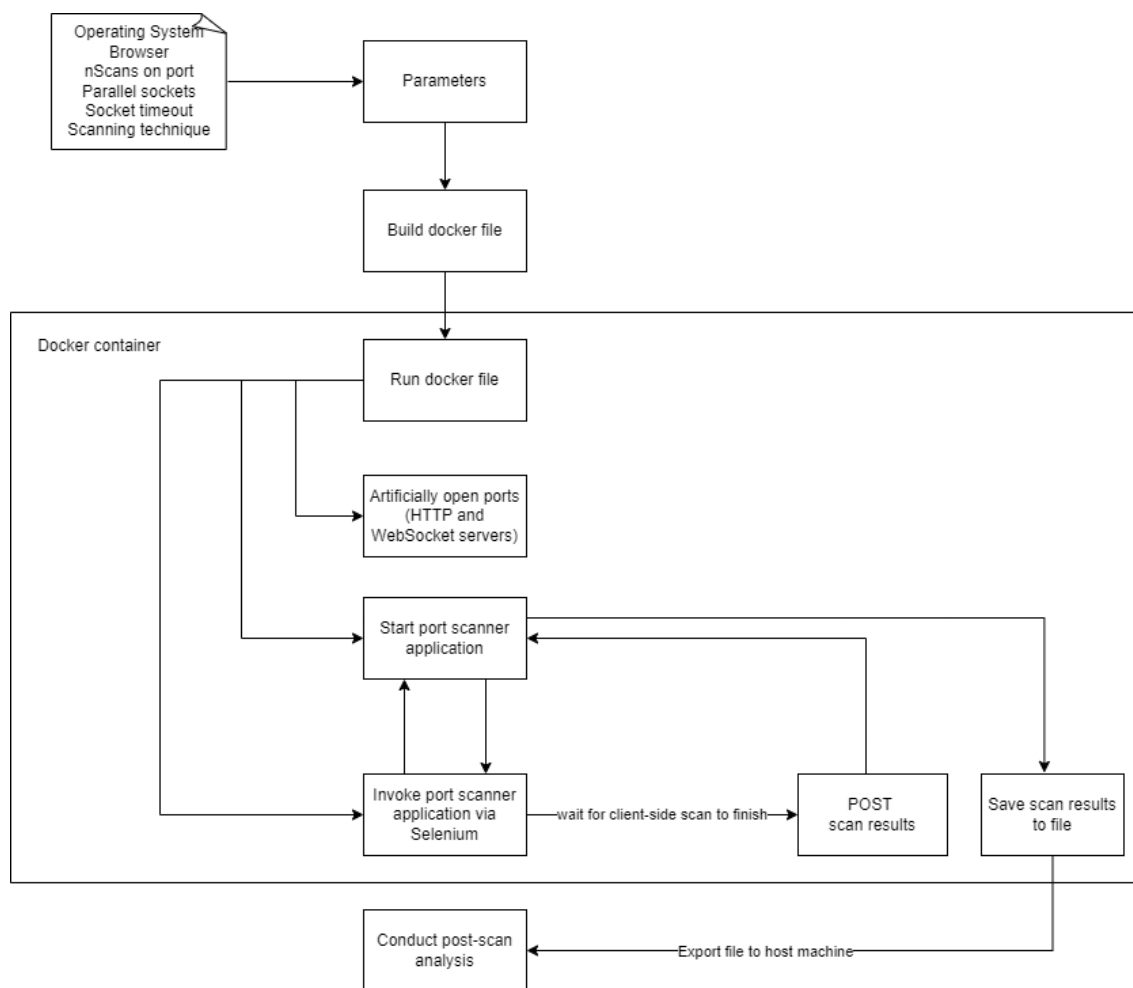 Operating System
Browser
nScans on port
Parallel sockets
Socket timeout
Scanning technique
Parameters
Build docker file
Docker container
Run docker file
Artificially open ports
(HTTP and
WebSocket servers)
Start port scanner
application
Invoke port scanner
application via
Selenium
wait for client-side scan to finish
POST
scan results
Save scan results
to file
Conduct post-scan
analysis
Export file to host machine